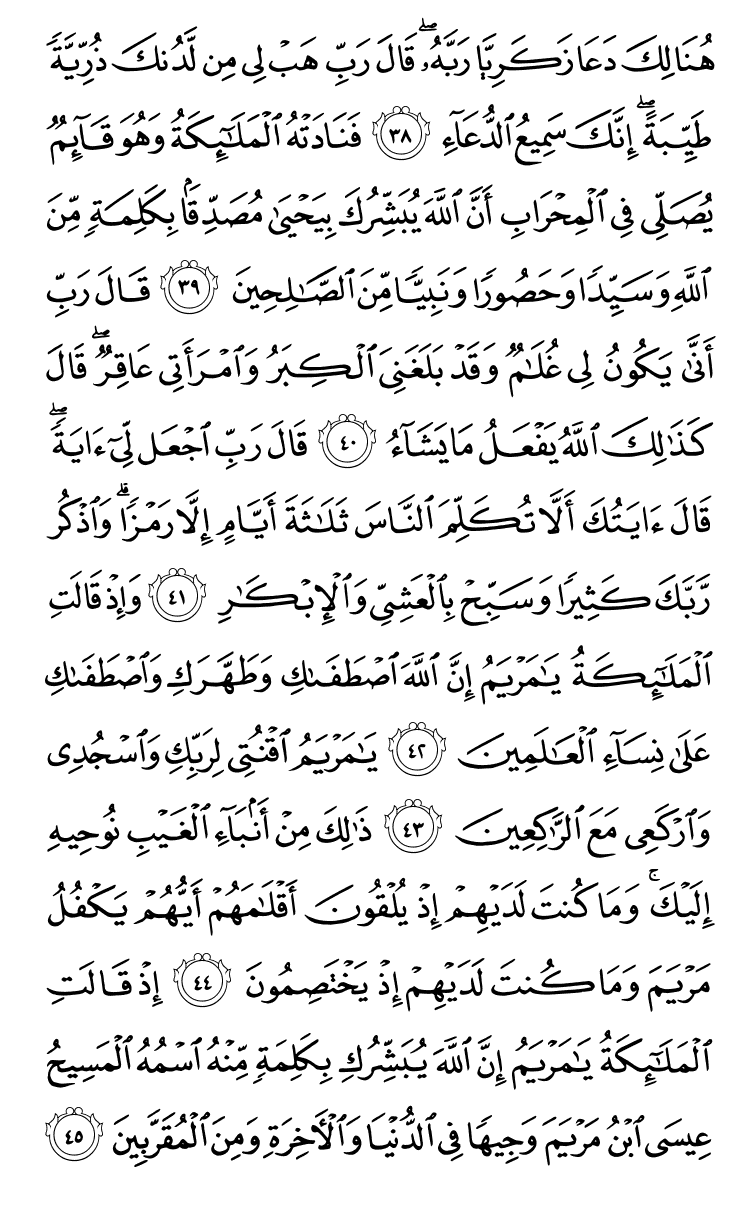 هُنَالِكَ دَعَا زَكَرِيَّا رَبَّهُۥۖ قَالَ رَبِّ هَبۡ لِي مِن لَّدُنكَ ذُرِّيَّةٗ
طَيِّبَةًۖ إِنَّكَ سَمِيعُ ٱلدُّعَآءِ ٣٨ فَنَادَتۡهُ ٱلۡمَلَٰٓئِكَةُ وَهُوَ قَآئِمٞ
يُصَلِّي فِي ٱلۡمِحۡرَابِ أَنَّ ٱللَّهَ يُبَشِّرُكَ بِيَحۡيَىٰ مُصَدِّقَۢا بِكَلِمَةٖ مِّنَ
ٱللَّهِ وَسَيِّدٗا وَحَصُورٗا وَنَبِيّٗا مِّنَ ٱلصَّٰلِحِينَ ٣٩ قَالَ رَبِّ
أَنَّىٰ يَكُونُ لِي غُلَٰمٞ وَقَدۡ بَلَغَنِيَ ٱلۡكِبَرُ وَٱمۡرَأَتِي عَاقِرٞۖ قَالَ
كَذَٰلِكَ ٱللَّهُ يَفۡعَلُ مَا يَشَآءُ ٤٠ قَالَ رَبِّ ٱجۡعَل لِّيٓ ءَايَةٗۖ
قَالَ ءَايَتُكَ أَلَّا تُكَلِّمَ ٱلنَّاسَ ثَلَٰثَةَ أَيَّامٍ إِلَّا رَمۡزٗاۗ وَٱذۡكُر
رَّبَّكَ كَثِيرٗا وَسَبِّحۡ بِٱلۡعَشِيِّ وَٱلۡإِبۡكَٰرِ ٤١ وَإِذۡ قَالَتِ
ٱلۡمَلَٰٓئِكَةُ يَٰمَرۡيَمُ إِنَّ ٱللَّهَ ٱصۡطَفَىٰكِ وَطَهَّرَكِ وَٱصۡطَفَىٰكِ
عَلَىٰ نِسَآءِ ٱلۡعَٰلَمِينَ ٤٢ يَٰمَرۡيَمُ ٱقۡنُتِي لِرَبِّكِ وَٱسۡجُدِي
وَٱرۡكَعِي مَعَ ٱلرَّٰكِعِينَ ٤٣ ذَٰلِكَ مِنۡ أَنۢبَآءِ ٱلۡغَيۡبِ نُوحِيهِ
إِلَيۡكَۚ وَمَا كُنتَ لَدَيۡهِمۡ إِذۡ يُلۡقُونَ أَقۡلَٰمَهُمۡ أَيُّهُمۡ يَكۡفُلُ
مَرۡيَمَ وَمَا كُنتَ لَدَيۡهِمۡ إِذۡ يَخۡتَصِمُونَ ٤٤ إِذۡ قَالَتِ
ٱلۡمَلَٰٓئِكَةُ يَٰمَرۡيَمُ إِنَّ ٱللَّهَ يُبَشِّرُكِ بِكَلِمَةٖ مِّنۡهُ ٱسۡمُهُ ٱلۡمَسِيحُ
عِيسَى ٱبۡنُ مَرۡيَمَ وَجِيهٗا فِي ٱلدُّنۡيَا وَٱلۡأٓخِرَةِ وَمِنَ ٱلۡمُقَرَّبِينَ ٤٥